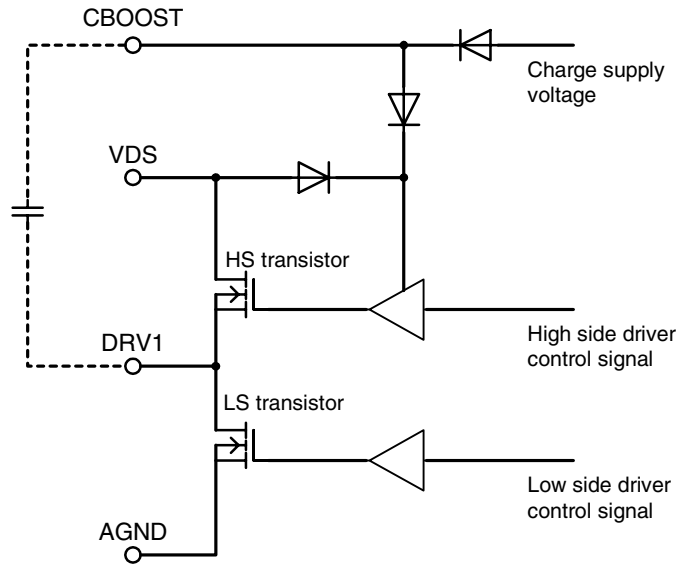 CBOOST
Charge supply
voltage
VDS
HS transistor
High side driver
control signal
DRV1
LS transistor
Low side driver
control signal
AGND